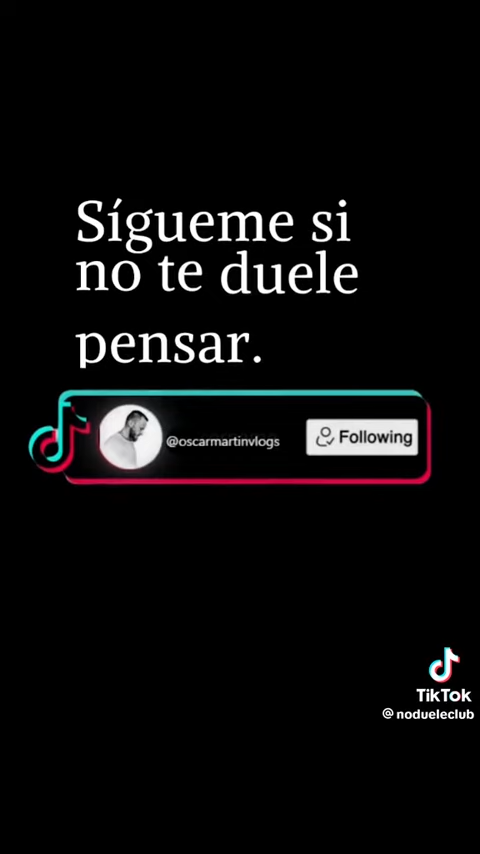 Sígueme si
no te duele
pensar.
@oscarmartinvlogs
Following
TikTok
@nodueleclub